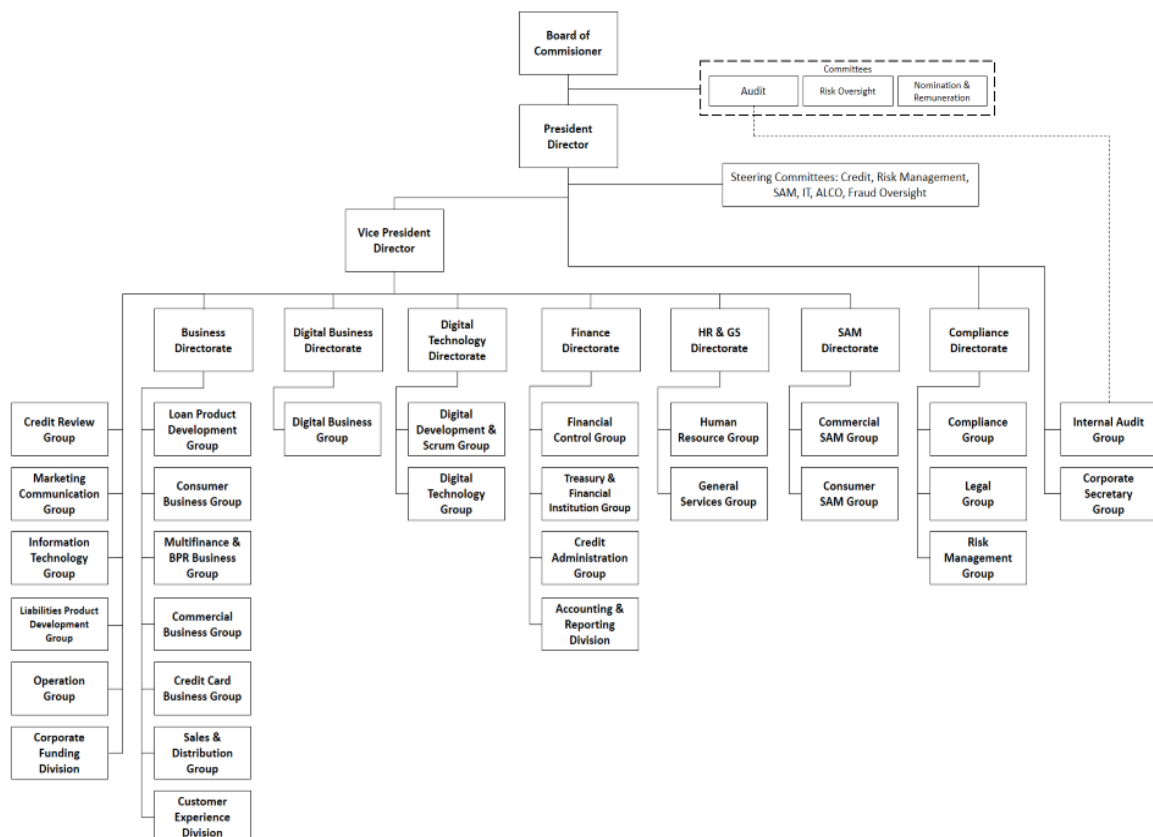 Board of
Commisioner
Committees
Audit
Risk Oversight
Nomination &
Remuneration
President
Director
Steering Committees: Credit, Risk Management,
SAM, IT, ALCO, Fraud Oversight
Vice President
Director
Business
Directorate
Digital Business
Directorate
Digital
Technology
Directorate
Finance
Directorate
HR & GS
Directorate
SAM
Directorate
Compliance
Directorate
Credit Review
Group
Loan Product
Development
Group
Digital Business
Group
Digital
Development &
Scrum Group
Financial
Control Group
Human
Resource Group
Commercial
SAM Group
Compliance
Group
Internal Audit
Group
Marketing
Communication
Group
Consumer
Business Group
Digital
Technology
Group
Treasury &
Financial
Institution Group
General
Services Group
Consumer
SAM Group
Legal
Group
Corporate
Secretary
Group
Information
Technology
Group
Multifinance &
BPR Business
Group
Credit
Administration
Group
Risk
Management
Group
Liabilities Product
Development
Group
Commercial
Business Group
Accounting &
Reporting
Division
Operation
Group
Credit Card
Business Group
Corporate
Funding
Division
Sales &
Distribution
Group
Customer
Experience
Division